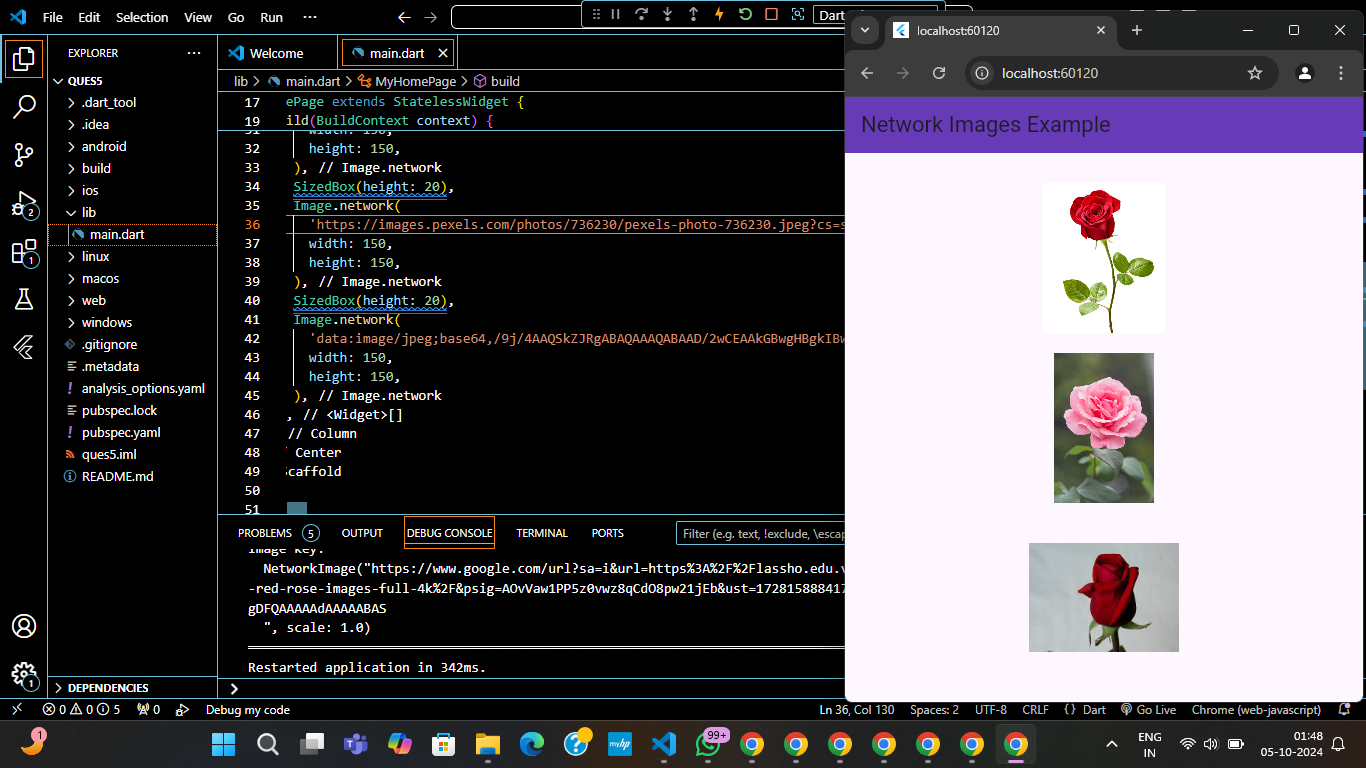 File Edit Selection View Go Run ···
Dart
EXPLORER ···
QUES5
.dart_tool
.idea
android
build
ios
lib
main.dart
linux
macos
web
windows
.gitignore
.metadata
analysis_options.yaml
pubspec.lock
pubspec.yaml
ques5.iml
README.md
DEPENDENCIES
2
1
1
Welcome
main.dart
lib > main.dart > MyHomePage > build
17 ePage extends StatelessWidget {
19 ild(BuildContext context) {
31 width: 150,
32 height: 150,
33 ), // Image.network
34 SizedBox(height: 20),
35 Image.network(
36 'https://images.pexels.com/photos/736230/pexels-photo-736230.jpeg?cs=s
37 width: 150,
38 height: 150,
39 ), // Image.network
40 SizedBox(height: 20),
41 Image.network(
42 'data:image/jpeg;base64,/9j/4AAQSkZJRgABAQAAAQABAAD/2wCEAAkGBwgHBgkIBw
43 width: 150,
44 height: 150,
45 ), // Image.network
46 , // <Widget>[]
47 // Column
48 Center
49 Scaffold
50
51
PROBLEMS 5 OUTPUT DEBUG CONSOLE TERMINAL PORTS Filter (e.g. text, !exclude, \escap
Image key:
NetworkImage("https://www.google.com/url?sa=i&url=https%3A%2F%2Flassho.edu.v
-red-rose-images-full-4k%2F&psig=AOvVaw1PP5z0vwz8qCdO8pw21jEb&ust=17281588841
gDFQAAAAAdAAAAABAS
", scale: 1.0)
Restarted application in 342ms.
localhost:60120
localhost:60120
Network Images Example
0 0 5 0 Debug my code Ln 36, Col 130 Spaces: 2 UTF-8 CRLF {} Dart Go Live Chrome (web-javascript)
1
myhp
99+
ENG
IN
01:48
05-10-2024